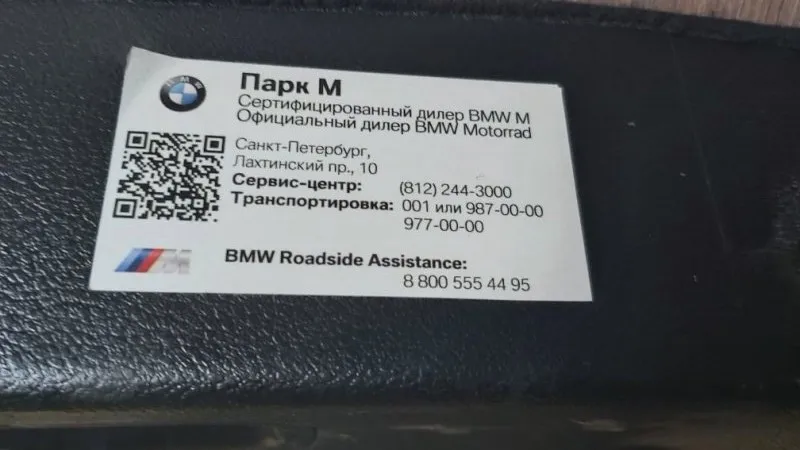 BMW
Парк М
Сертифицированный дилер BMW M
Официальный дилер BMW Motorrad
Санкт-Петербург,
Лахтинский пр., 10
Сервис-центр: (812) 244-3000
Транспортировка: 001 или 987-00-00
977-00-00
M
BMW Roadside Assistance:
8 800 555 44 95